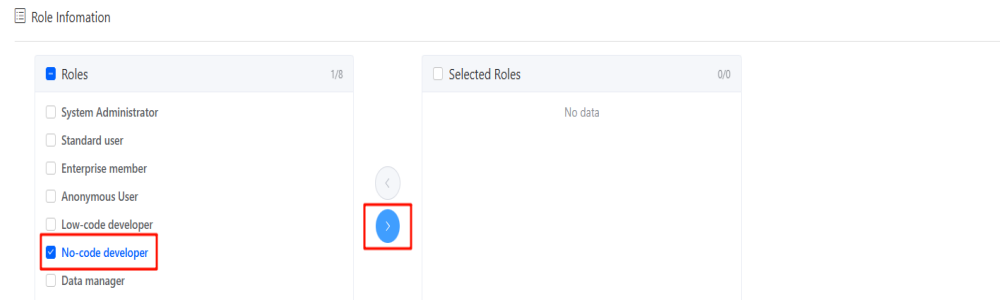 Role Infomation
Roles 1/8
System Administrator
Standard user
Enterprise member
Anonymous User
Low-code developer
No-code developer
Data manager
Selected Roles 0/0
No data